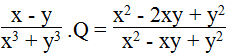 (x - y)/(x³ + y³) .Q = (x² - 2xy + y²)/(x² - xy + y²)